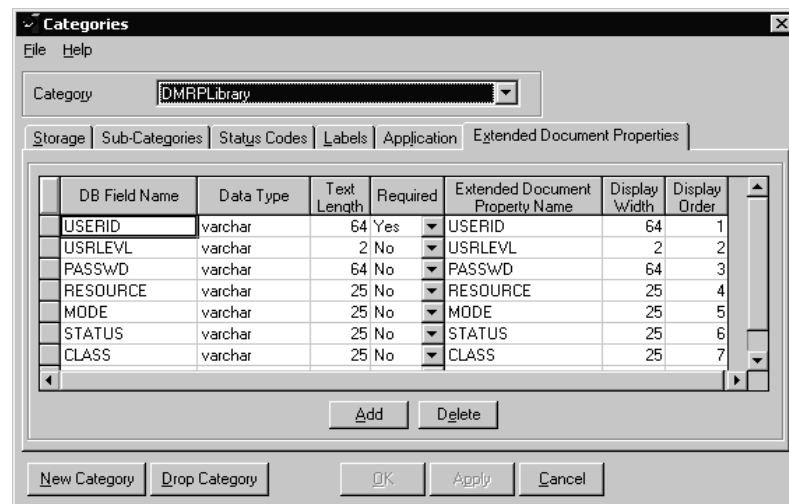 Categories
File Help
Category DMRPLibrary
Storage Sub-Categories Status Codes Labels Application Extended Document Properties
DB Field Name Data Type Text Length Required Extended Document Property Name Display Width Display Order
USERID varchar 64 Yes USERID 64 1
USRLEVL varchar 2 No USRLEVL 2 2
PASSWD varchar 64 No PASSWD 64 3
RESOURCE varchar 25 No RESOURCE 25 4
MODE varchar 25 No MODE 25 5
STATUS varchar 25 No STATUS 25 6
CLASS varchar 25 No CLASS 25 7
Add Delete
New Category Drop Category OK Apply Cancel